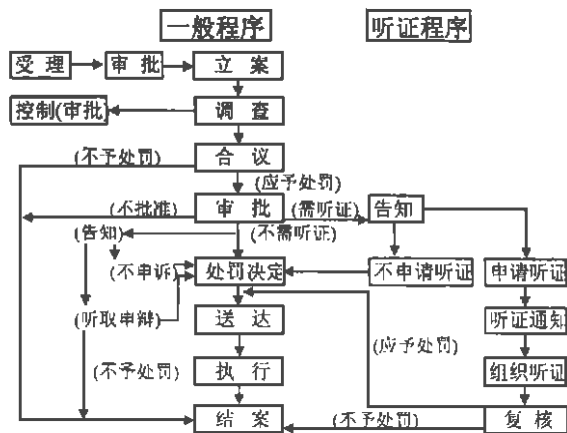 一般程序 听证程序
受理 审批 立案
控制(审批) 调查
(不予处罚) 合议
(应予处罚)
(不批准) 审批 (需听证) 告知
(告知) (不需听证)
(不申诉) 处罚决定 不申请听证 申请听证
(听取申辩) 送达 听证通知
(应予处罚)
(不予处罚) 执行 组织听证
结案 (不予处罚) 复核